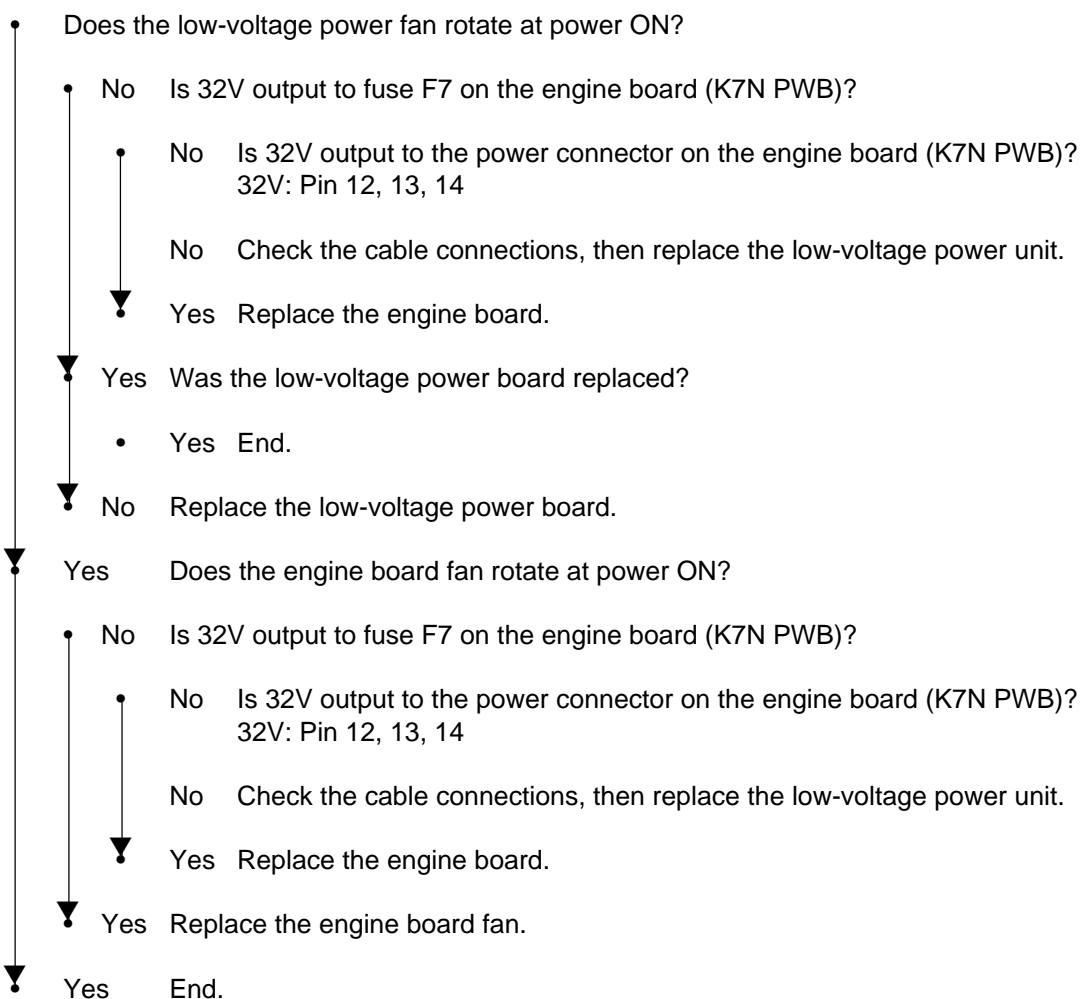 Does the low-voltage power fan rotate at power ON?
No Is 32V output to fuse F7 on the engine board (K7N PWB)?
No Is 32V output to the power connector on the engine board (K7N PWB)?
32V: Pin 12, 13, 14
No Check the cable connections, then replace the low-voltage power unit.
Yes Replace the engine board.
Yes Was the low-voltage power board replaced?
Yes End.
No Replace the low-voltage power board.
Yes Does the engine board fan rotate at power ON?
No Is 32V output to fuse F7 on the engine board (K7N PWB)?
No Is 32V output to the power connector on the engine board (K7N PWB)?
32V: Pin 12, 13, 14
No Check the cable connections, then replace the low-voltage power unit.
Yes Replace the engine board.
Yes Replace the engine board fan.
Yes End.